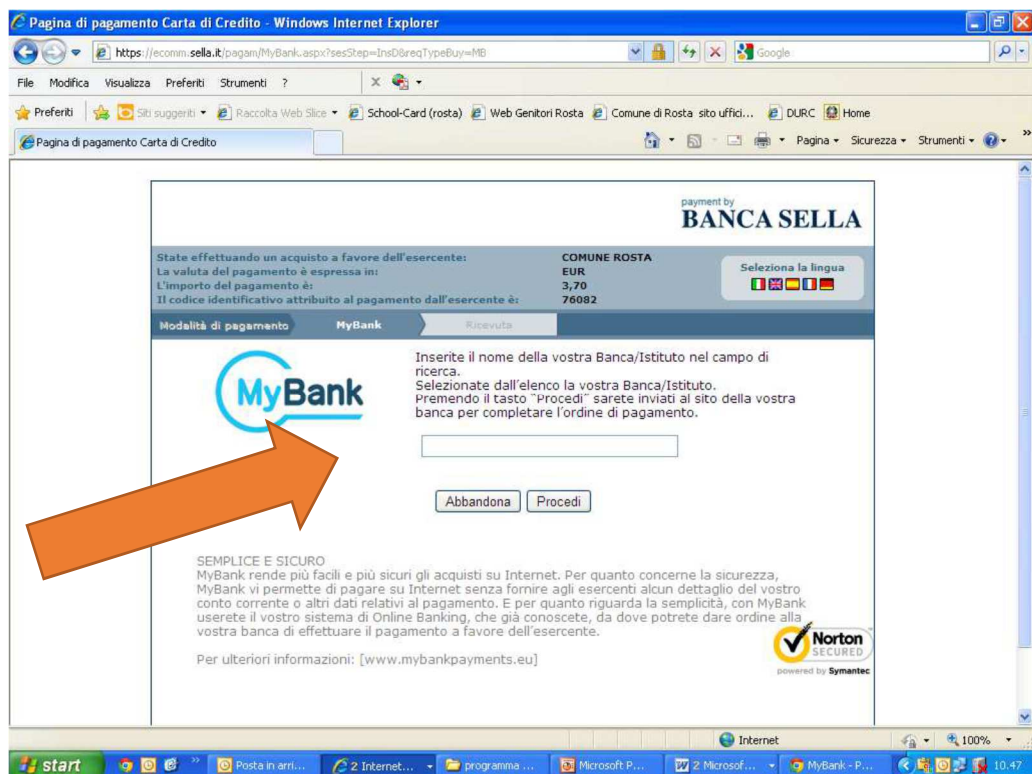 Pagina di pagamento Carta di Credito - Windows Internet Explorer
https://ecomm.sella.it/pagam/MyBank.aspx?sesStep=InsD&reqTypeBuy=MB
Google
File Modifica Visualizza Preferiti Strumenti ?
Preferiti Siti suggeriti Raccolta Web Slice School-Card (rosta) Web Genitori Rosta Comune di Rosta sito uffici... DURC Home
Pagina di pagamento Carta di Credito
Pagina Sicurezza Strumenti
payment by
BANCA SELLA
State effettuando un acquisto a favore dell'esercente: COMUNE ROSTA
La valuta del pagamento è espressa in: EUR
L'importo del pagamento è: 3,70
Il codice identificativo attribuito al pagamento dall'esercente è: 76082
Seleziona la lingua
Modalità di pagamento MyBank Ricevuta
MyBank
Inserite il nome della vostra Banca/Istituto nel campo di
ricerca.
Selezionate dall'elenco la vostra Banca/Istituto.
Premendo il tasto "Procedi" sarete inviati al sito della vostra
banca per completare l'ordine di pagamento.
Abbandona Procedi
SEMPLICE E SICURO
MyBank rende più facili e più sicuri gli acquisti su Internet. Per quanto concerne la sicurezza,
MyBank vi permette di pagare su Internet senza fornire agli esercenti alcun dettaglio del vostro
conto corrente o altri dati relativi al pagamento. E per quanto riguarda la semplicità, con MyBank
userete il vostro sistema di Online Banking, che già conoscete, da dove potrete dare ordine alla
vostra banca di effettuare il pagamento a favore dell'esercente.
Per ulteriori informazioni: [www.mybankpayments.eu]
Norton
SECURED
powered by Symantec
Internet 100%
start Posta in arri... 2 Internet... programma ... Microsoft P... 2 Microsof... MyBank - P... 10.47